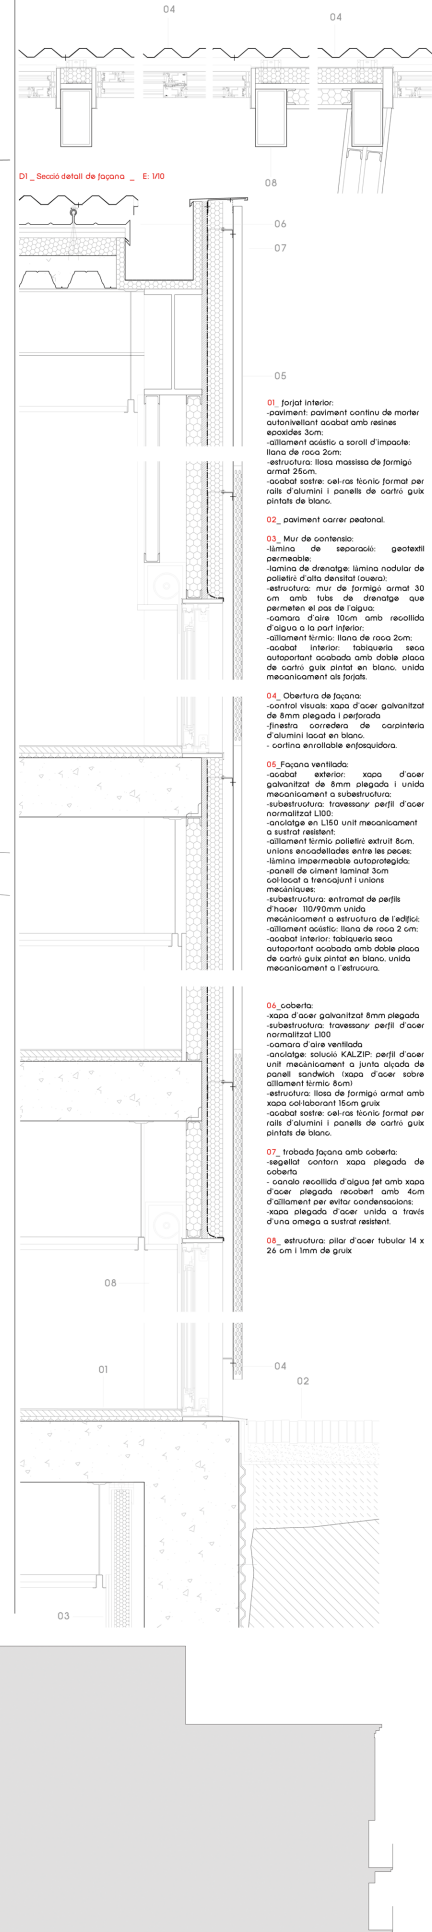 04
04
D1 _ Secció detall de façana _ E: 1/10
08
06
07
05
01_ forjat interior:
-paviment: paviment continu de morter
autonivellant acabat amb resines
epoxides 3cm;
-aïllament acústic a soroll d'impacte:
llana de roca 2cm;
-estructura: llosa massissa de formigó
armat 25cm.
-acabat sostre: cel-ras tècnic format per
rails d'alumini i panells de cartró guix
pintats de blanc.
02_ paviment carrer peatonal.
03_ Mur de contensio:
-làmina de separació: geotextil
permeable;
-lamina de drenatge: làmina nodular de
polietiré d'alta densitat (ouera);
-estructura: mur de formigó armat 30
cm amb tubs de drenatge que
permeten el pas de l'aigua;
-camara d'aire 10cm amb recollida
d'aigua a la part inferior;
-aïllament tèrmic: llana de roca 2cm;
-acabat interior: tabiqueria seca
autoportant acabada amb doble placa
de cartró guix pintat en blanc, unida
mecanicament als forjats.
04_ Obertura de façana:
-control visuals: xapa d'acer galvanitzat
de 8mm plegada i perforada
-finestra corredera de carpinteria
d'alumini lacat en blanc.
- cortina enrollable enfosquidora.
05_Façana ventilada:
-acabat exterior: xapa d'acer
galvanitzat de 8mm plegada i unida
mecanicament a subestructura;
-subestructura: travessany perfil d'acer
normalitzat L100;
-anclatge en L150 unit mecanicament
a sustrat resistent;
-aïllament tèrmic polietiré extruit 8cm,
unions encadellades entre les peces;
-làmina impermeable autoprotegida;
-panell de ciment laminat 3cm
col·locat a trencajunt i unions
mecàniques;
-subestructura: entramat de perfils
d'hacer 110/90mm unida
mecànicament a estructura de l'edifici;
-aïllament acústic: llana de roca 2 cm;
-acabat interior: tabiqueria seca
autoportant acabada amb doble placa
de cartró guix pintat en blanc, unida
mecanicament a l'estrucura.
06_coberta:
-xapa d'acer galvanitzat 8mm plegada
-subestructura: travessany perfil d'acer
normalitzat L100
-camara d'aire ventilada
-anclatge: solució KALZIP: perfil d'acer
unit mecànicament a junta alçada de
panell sandwich (xapa d'acer sobre
aïllament tèrmic 8cm)
-estructura: llosa de formigó armat amb
xapa col·laborant 15cm gruix
-acabat sostre: cel-ras tècnic format per
rails d'alumini i panells de cartró guix
pintats de blanc.
07_ trobada façana amb coberta:
-segellat contorn xapa plegada de
coberta
- canalo recollida d'aigua fet amb xapa
d'acer plegada recobert amb 4cm
d'aïllament per evitar condensacions;
-xapa plegada d'acer unida a través
d'una omega a sustrat resistent.
08_ estructura: pilar d'acer tubular 14 x
26 cm i 1mm de gruix
08
04
01
02
03